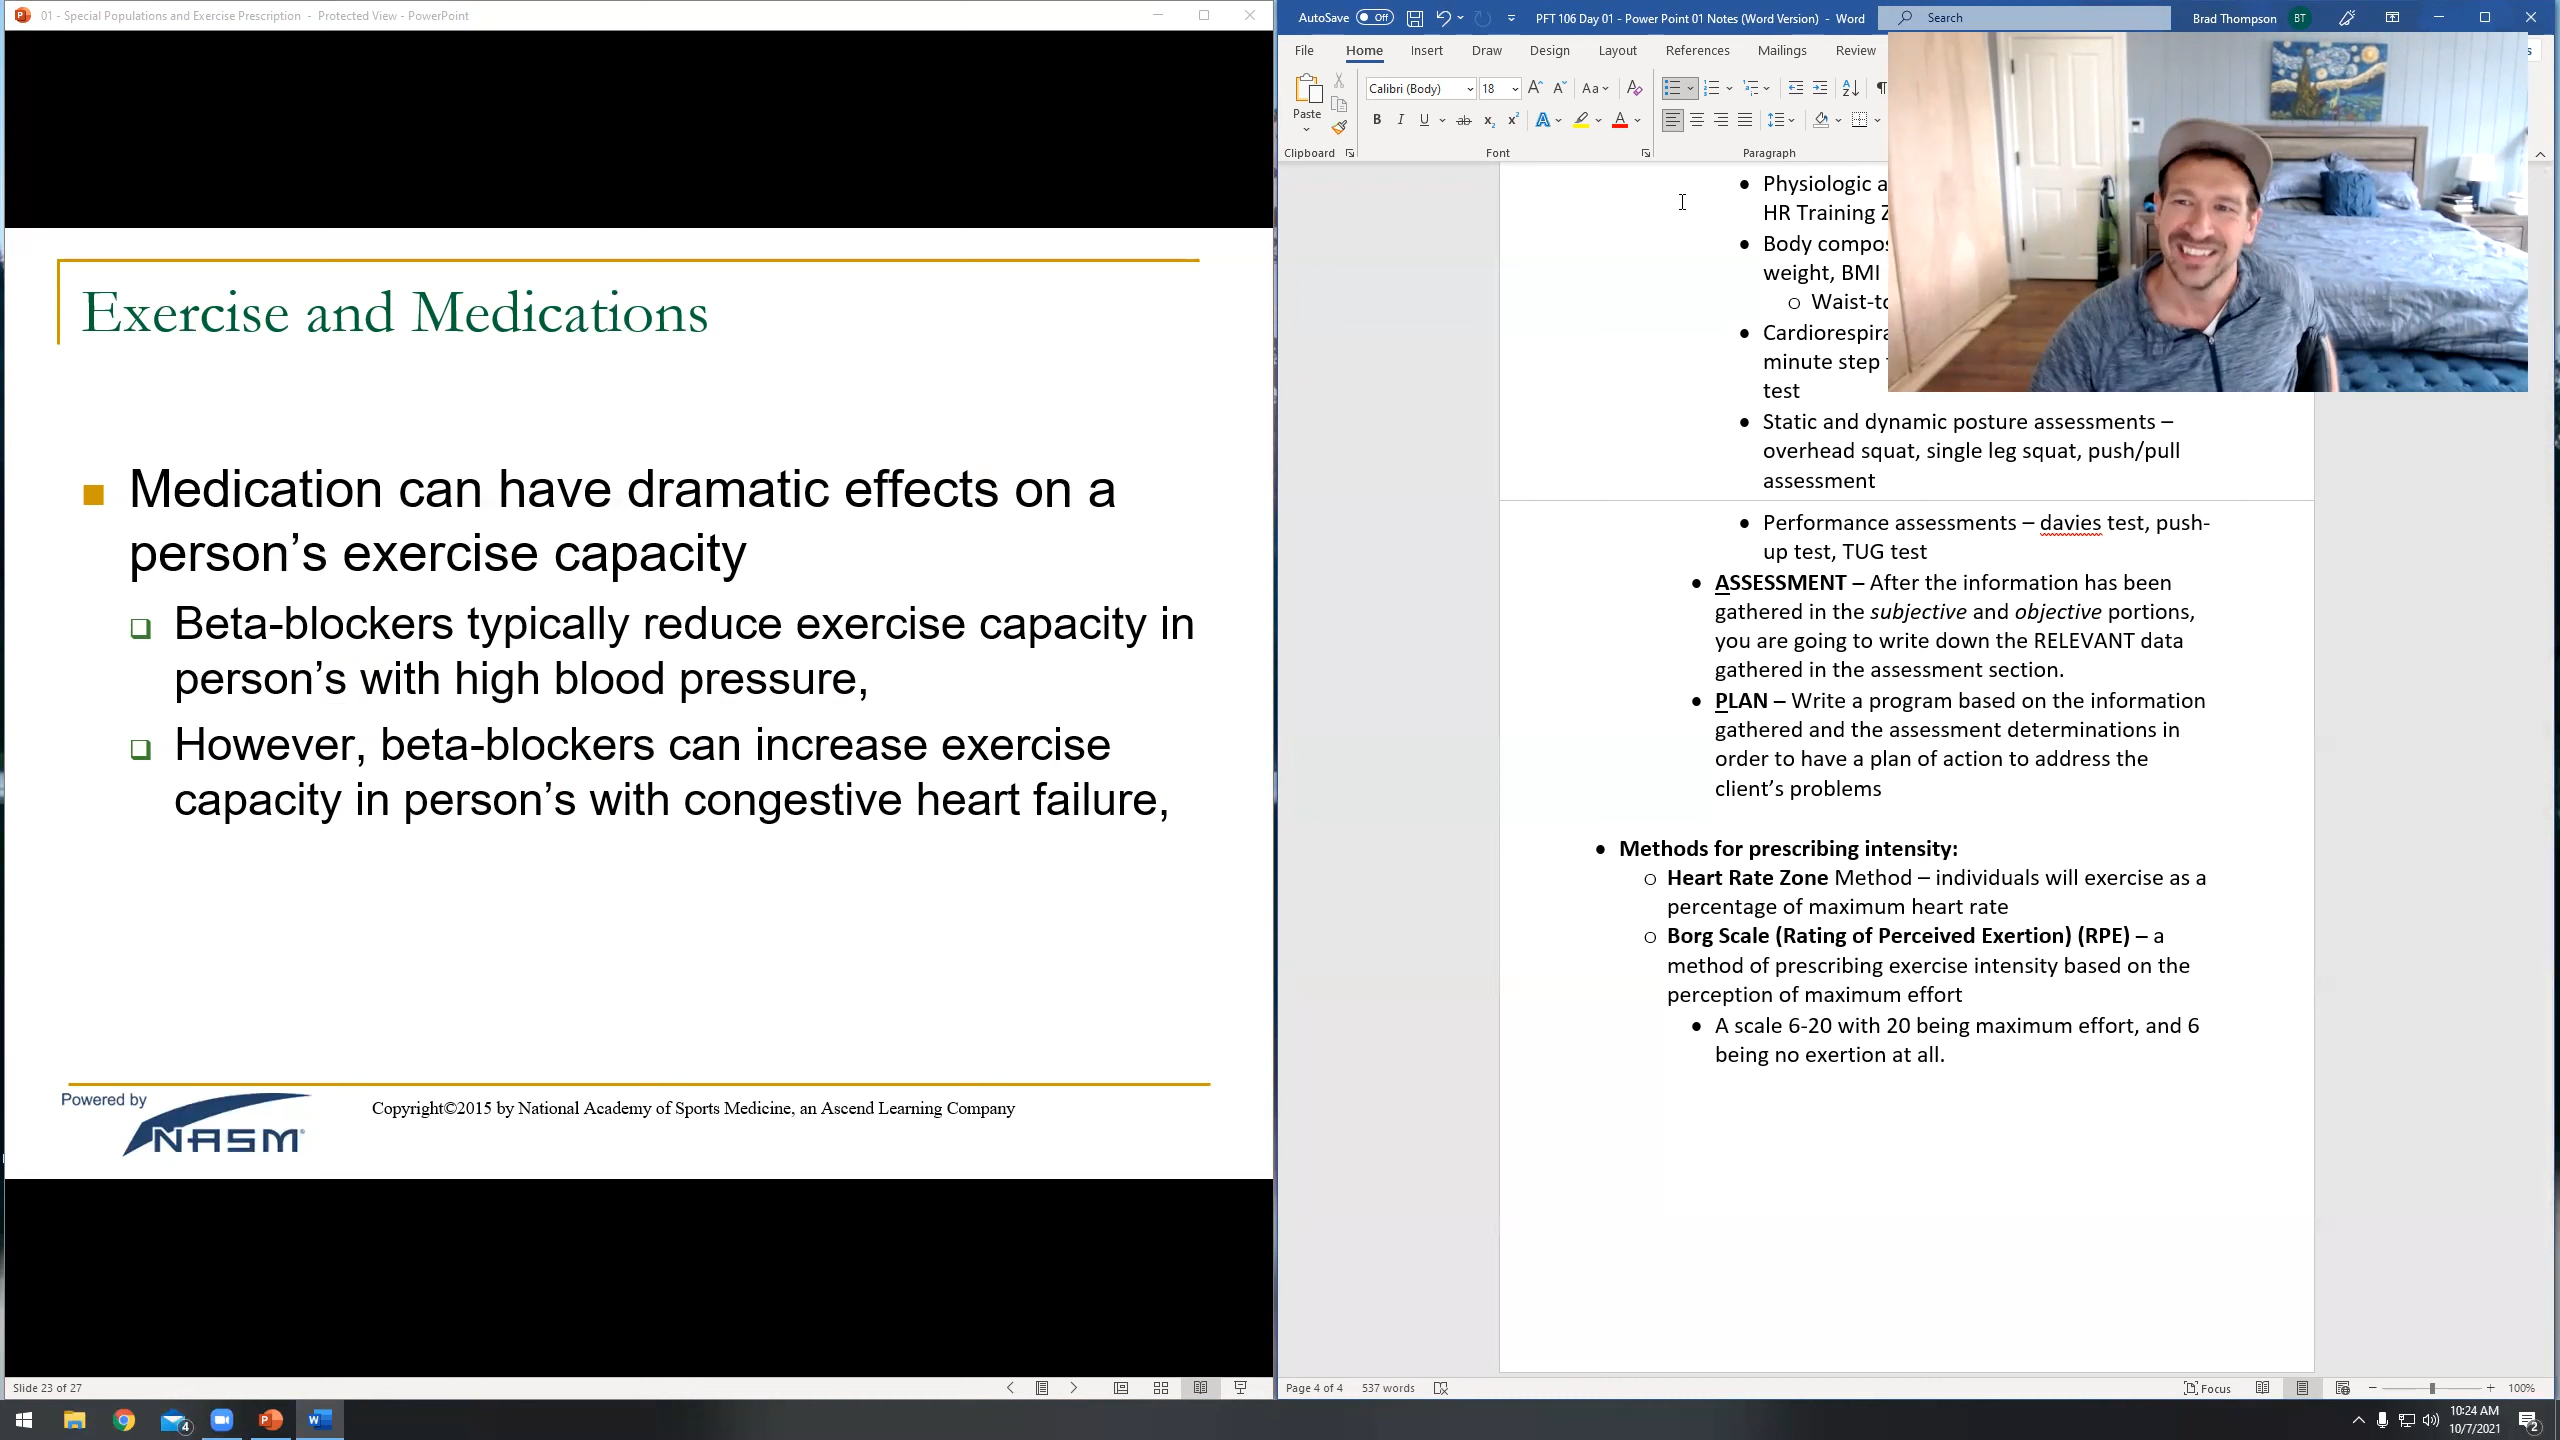 01 - Special Populations and Exercise Prescription - Protected View - PowerPoint
Exercise and Medications
Medication can have dramatic effects on a
person's exercise capacity
Beta-blockers typically reduce exercise capacity in
person's with high blood pressure,
However, beta-blockers can increase exercise
capacity in person's with congestive heart failure,
Powered by
NASM
Copyright©2015 by National Academy of Sports Medicine, an Ascend Learning Company
Slide 23 of 27
AutoSave Off
PFT 106 Day 01 - Power Point 01 Notes (Word Version) - Word
Search
Brad Thompson BT
File Home Insert Draw Design Layout References Mailings Review
Paste
Calibri (Body) 18
Clipboard Font Paragraph
Physiologic a
HR Training Z
Body compos
weight, BMI
o Waist-to
Cardiorespira
minute step
test
Static and dynamic posture assessments –
overhead squat, single leg squat, push/pull
assessment
Performance assessments – davies test, push-
up test, TUG test
ASSESSMENT – After the information has been
gathered in the subjective and objective portions,
you are going to write down the RELEVANT data
gathered in the assessment section.
PLAN – Write a program based on the information
gathered and the assessment determinations in
order to have a plan of action to address the
client's problems
Methods for prescribing intensity:
o Heart Rate Zone Method – individuals will exercise as a
percentage of maximum heart rate
o Borg Scale (Rating of Perceived Exertion) (RPE) – a
method of prescribing exercise intensity based on the
perception of maximum effort
A scale 6-20 with 20 being maximum effort, and 6
being no exertion at all.
Page 4 of 4 537 words
Focus
100%
4
10:24 AM
10/7/2021
2